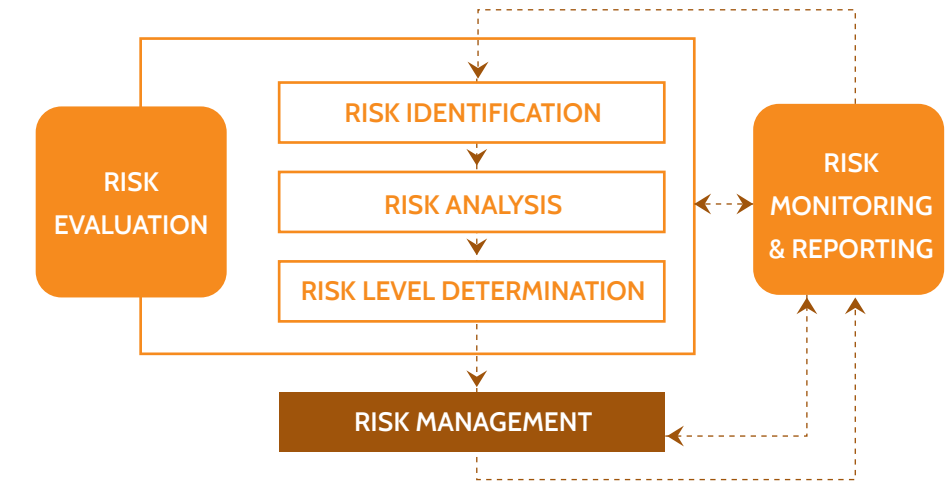 RISK
EVALUATION
RISK IDENTIFICATION
RISK ANALYSIS
RISK LEVEL DETERMINATION
RISK MANAGEMENT
RISK
MONITORING
& REPORTING